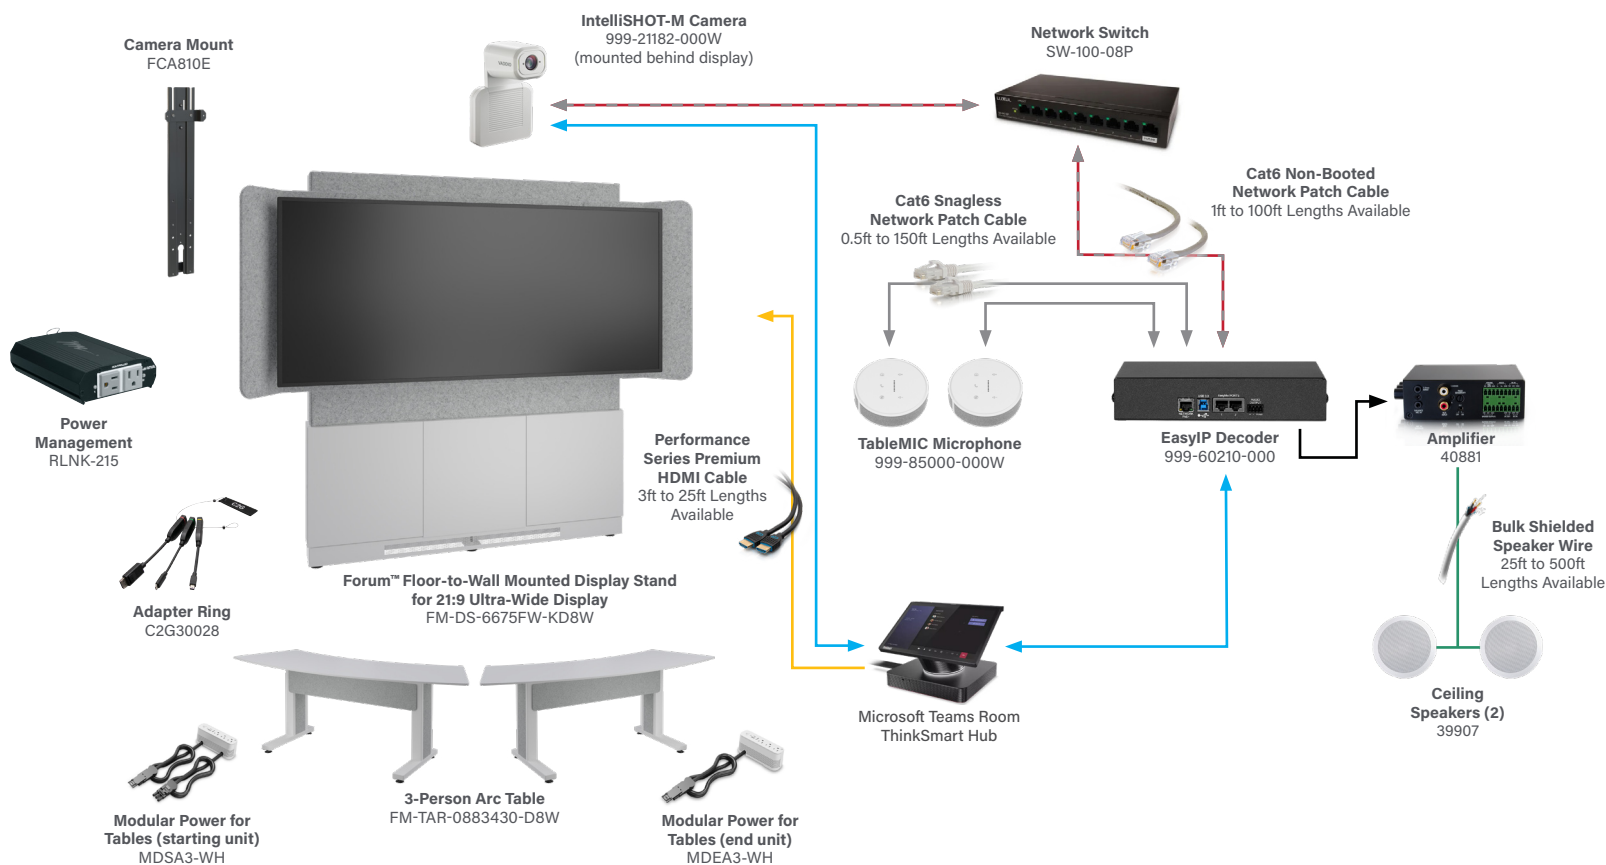 IntelliSHOT-M Camera
999-21182-000W
(mounted behind display)
Network Switch
SW-100-08P
Camera Mount
FCA810E
Cat6 Non-Booted
Network Patch Cable
1ft to 100ft Lengths Available
Cat6 Snagless
Network Patch Cable
0.5ft to 150ft Lengths Available
Power
Management
RLNK-215
Performance
Series Premium
HDMI Cable
3ft to 25ft Lengths
Available
TableMIC Microphone
999-85000-000W
EasyIP Decoder
999-60210-000
Amplifier
40881
Bulk Shielded
Speaker Wire
25ft to 500ft
Lengths Available
C2G
Adapter Ring
C2G30028
Forum™ Floor-to-Wall Mounted Display Stand
for 21:9 Ultra-Wide Display
FM-DS-6675FW-KD8W
Microsoft Teams Room
ThinkSmart Hub
Ceiling
Speakers (2)
39907
3-Person Arc Table
FM-TAR-0883430-D8W
Modular Power for
Tables (starting unit)
MDSA3-WH
Modular Power for
Tables (end unit)
MDEA3-WH